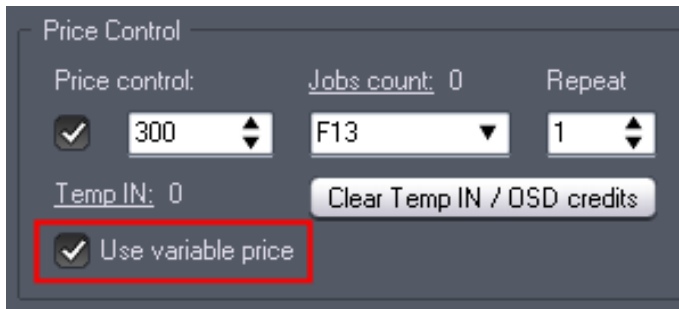 Price Control
Price control: Jobs count: 0 Repeat
300 F13 1
Temp IN: 0 Clear Temp IN / OSD credits
Use variable price